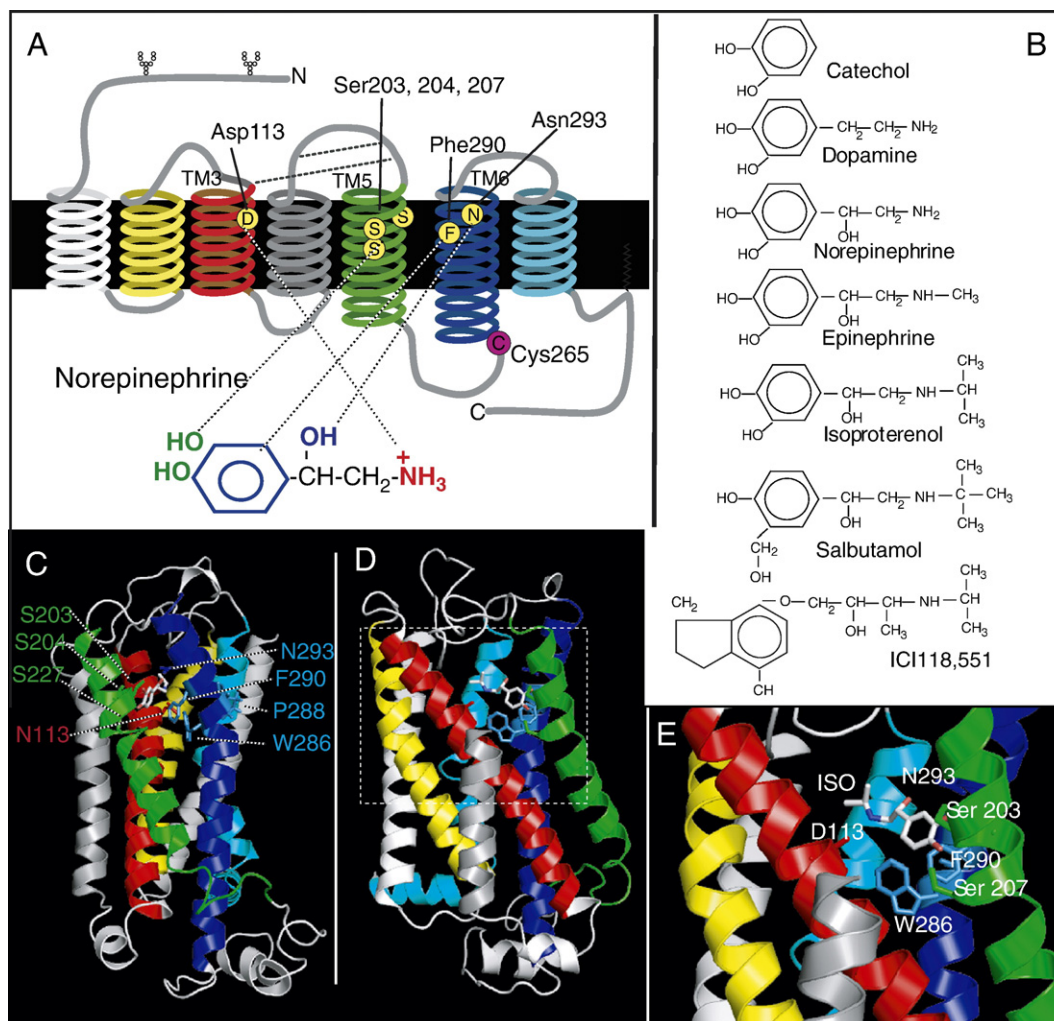 A
N
Ser203, 204, 207
Asn293
Asp113
Phe290
TM3
TM5
TM6
D
S
S
S
F
N
C
Cys265
C
Norepinephrine
HO
HO
OH
CH-CH2-NH3
+
B
HO
HO
Catechol
HO
HO
CH2-CH2-NH2
Dopamine
HO
HO
CH-CH2-NH2
OH
Norepinephrine
HO
HO
CH-CH2-NH-CH3
OH
Epinephrine
HO
HO
CH-CH2-NH-CH
OH
CH3
CH3
Isoproterenol
HO
CH-CH2-NH-C-CH3
OH
CH3
CH3
CH2
OH
Salbutamol
CH2
O-CH2-CH-CH-NH-CH
OH
CH3
CH3
CH3
CH
ICI118,551
C
S203
S204
S227
N113
N293
F290
P288
W286
D
E
ISO
N293
Ser 203
D113
F290
Ser 207
W286